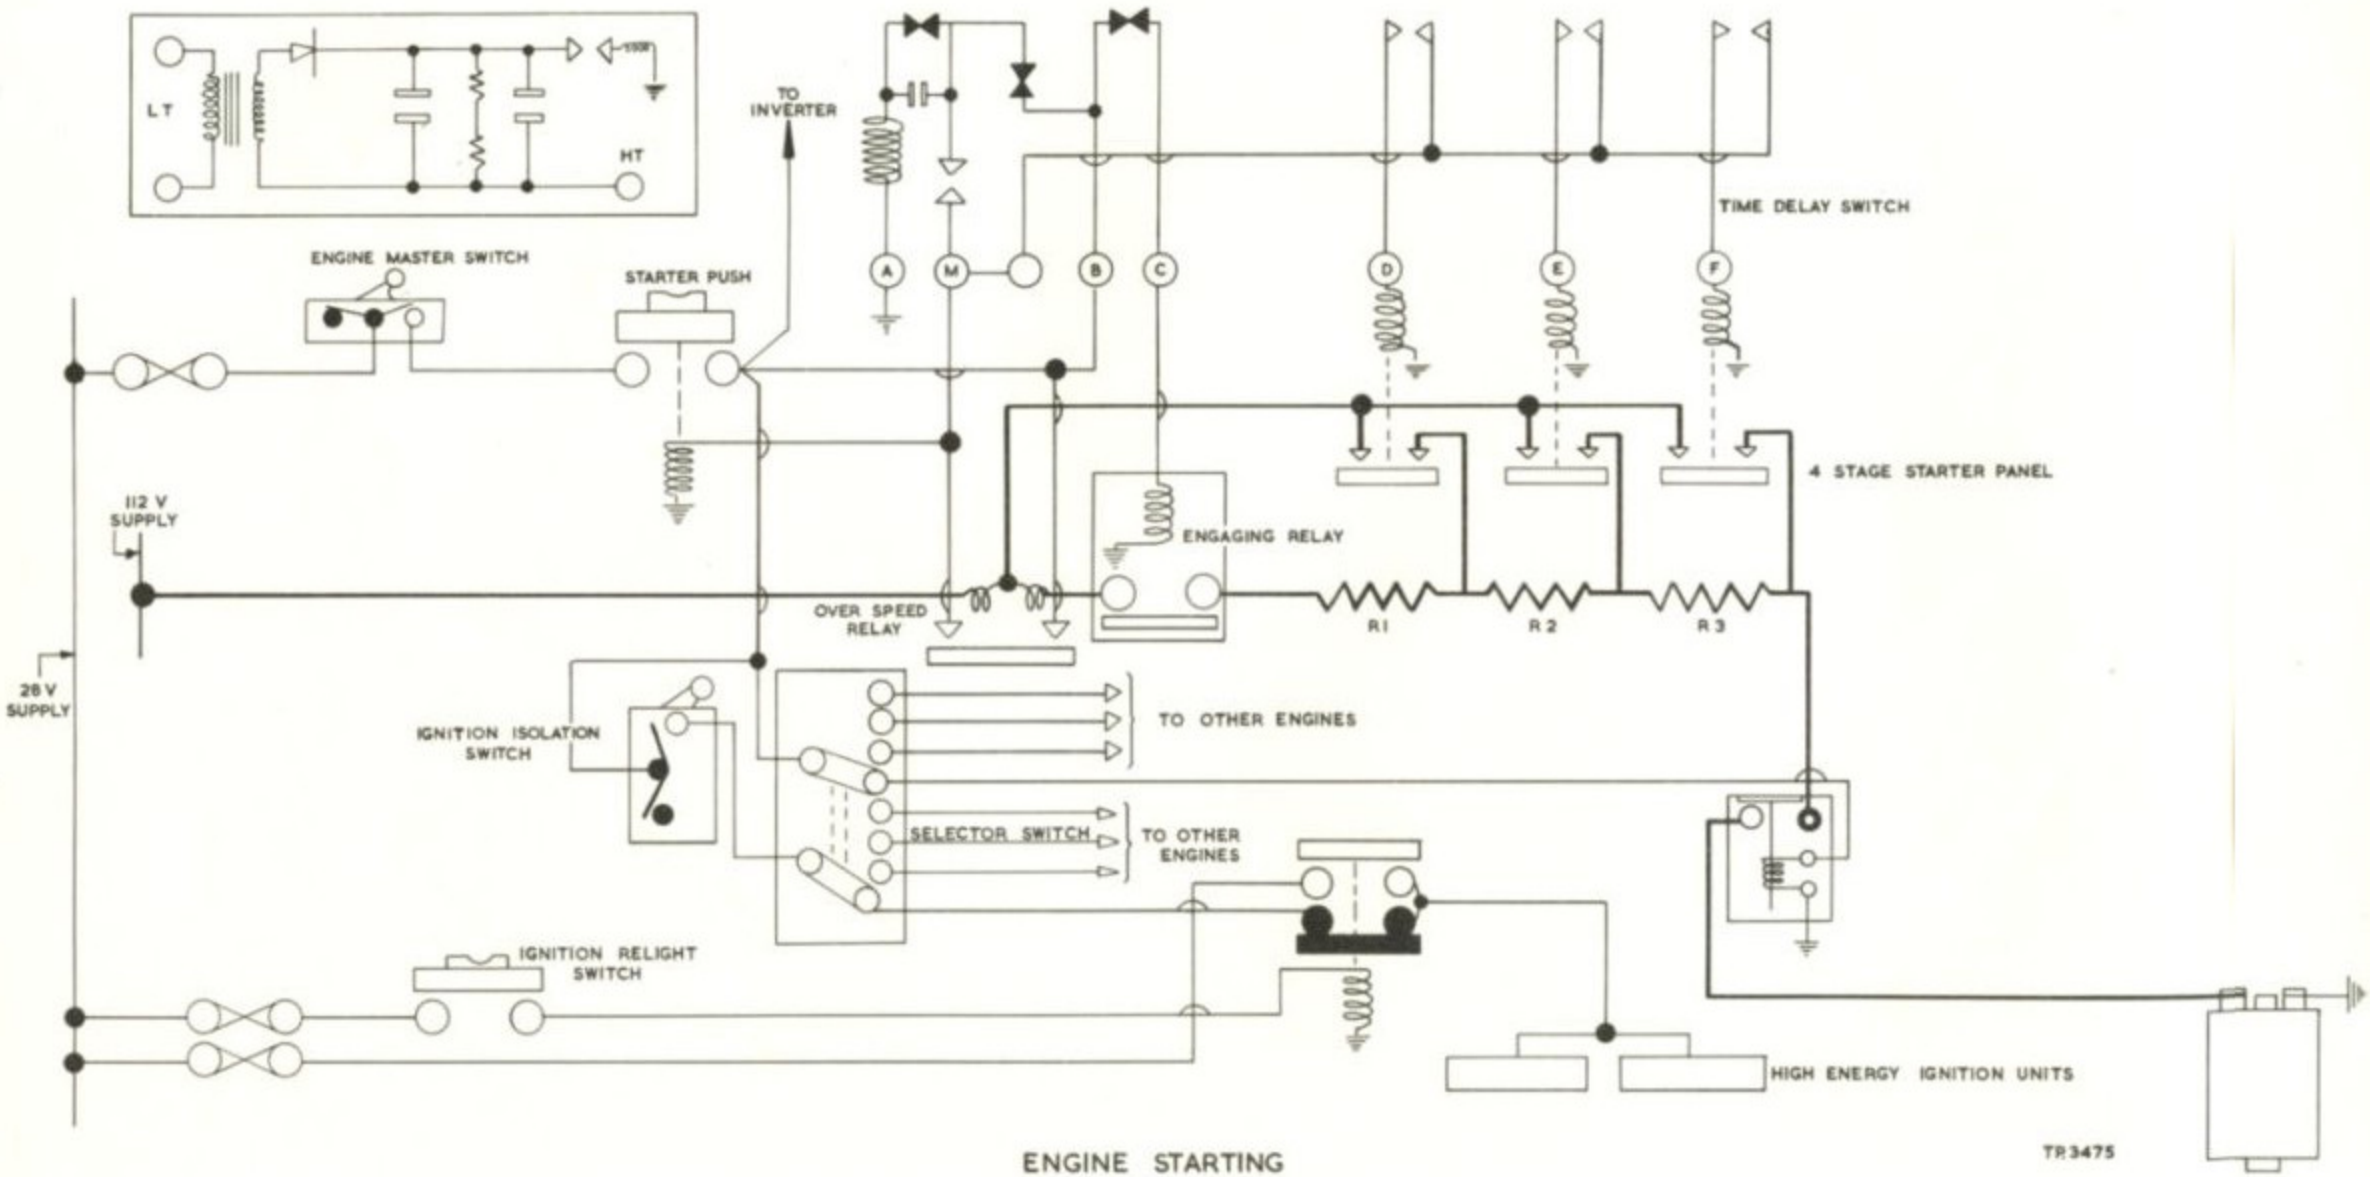 LT
HT
TO
INVERTER
TIME DELAY SWITCH
ENGINE MASTER SWITCH
STARTER PUSH
A
M
B
C
D
E
F
4 STAGE STARTER PANEL
112 V
SUPPLY
ENGAGING RELAY
OVER SPEED
RELAY
R1
R2
R3
28V
SUPPLY
IGNITION ISOLATION
SWITCH
TO OTHER ENGINES
SELECTOR SWITCH
TO OTHER
ENGINES
IGNITION RELIGHT
SWITCH
HIGH ENERGY IGNITION UNITS
ENGINE STARTING
TP.3475